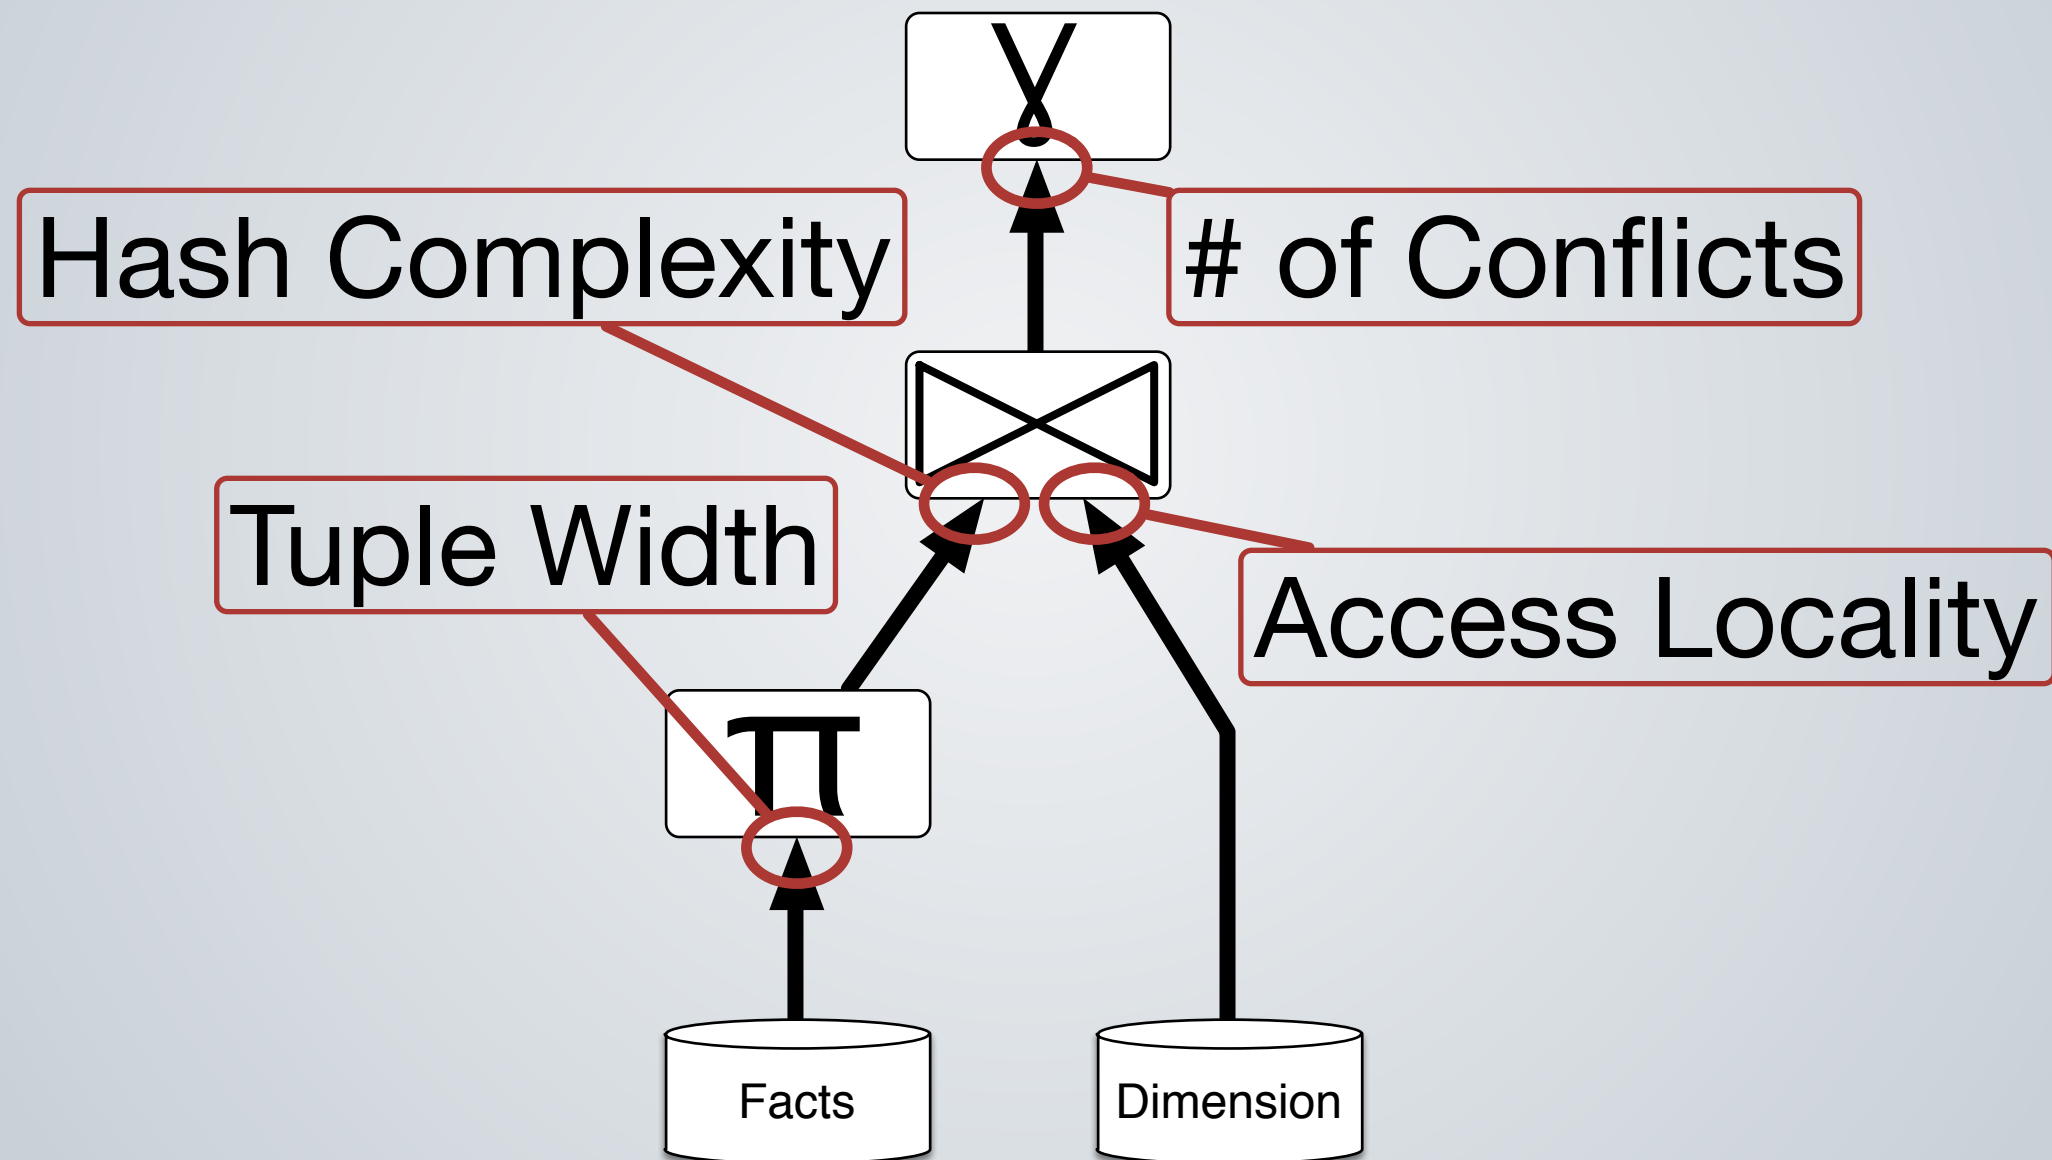 γ
Hash Complexity
# of Conflicts
⋈
Tuple Width
Access Locality
π
Facts
Dimension